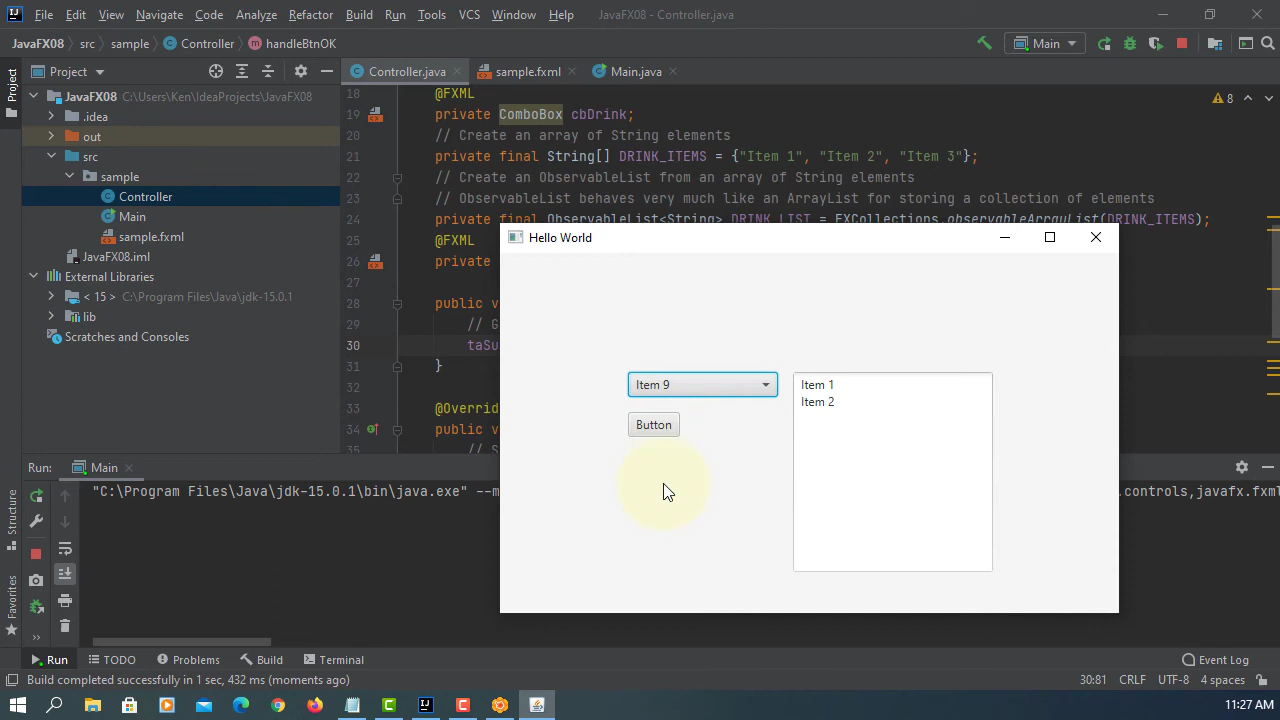 File Edit View Navigate Code Analyze Refactor Build Run Tools VCS Window Help JavaFX08 - Controller.java
JavaFX08 src sample Controller handleBtnOK Main
Project Controller.java sample.fxml Main.java
JavaFX08 C:\Users\Ken\IdeaProjects\JavaFX08
.idea
out
src
sample
Controller
Main
sample.fxml
JavaFX08.iml
External Libraries
< 15 > C:\Program Files\Java\jdk-15.0.1
lib
Scratches and Consoles
8
18 @FXML
19 private ComboBox cbDrink;
20 // Create an array of String elements
21 private final String[] DRINK_ITEMS = {"Item 1", "Item 2", "Item 3"};
22 // Create an ObservableList from an array of String elements
23 // ObservableList behaves very much like an ArrayList for storing a collection of elements
24 private final ObservableList<String> DRINK_LIST = FXCollections.observableArrayList(DRINK_ITEMS);
25 @FXML
26 private
27
28 public v
29 // G
30 taSu
31 }
32
33 @Overrid
34 public v
35 // S
Hello World
Item 9
Button
Item 1
Item 2
Run: Main
"C:\Program Files\Java\jdk-15.0.1\bin\java.exe" --m .controls,javafx.fxm
Project
Structure
Favorites
Run TODO Problems Build Terminal Event Log
Build completed successfully in 1 sec, 432 ms (moments ago) 30:81 CRLF UTF-8 4 spaces
11:27 AM